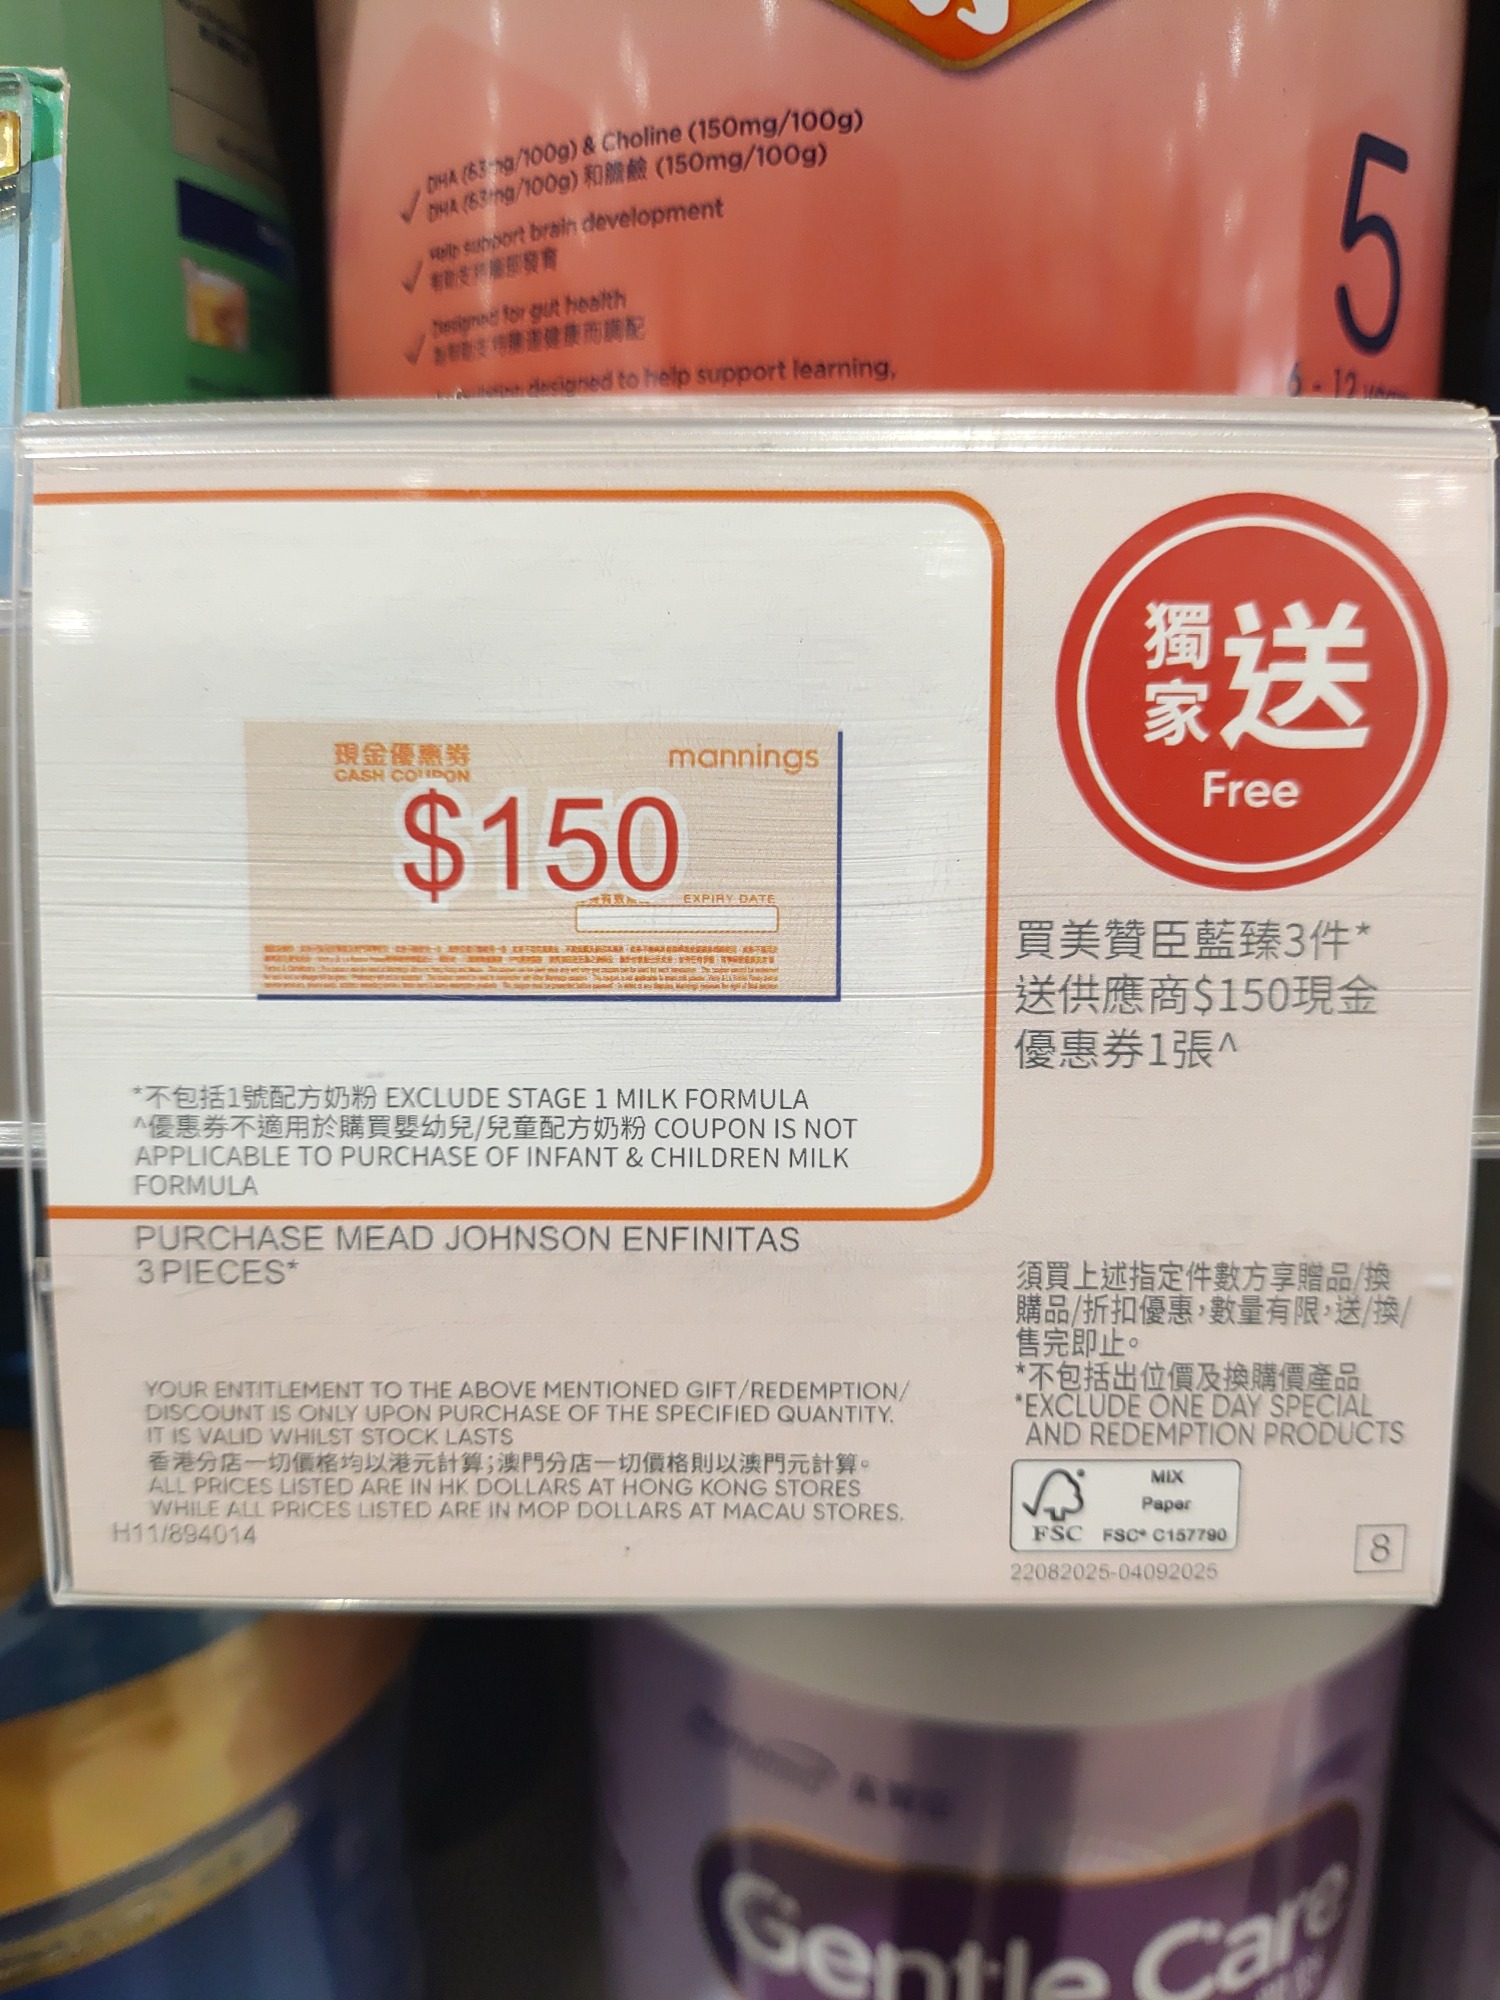 DHA (63mg/100g) & Choline (150mg/100g)
DHA (63mg/100g) 和膽鹼 (150mg/100g)
Help support brain development
有助支持腦部發育
Designed for gut health
designed to help support learning,
5
6 - 12
現金優惠券
CASH COUPON
mannings
$150
EXPIRY DATE
*不包括1號配方奶粉 EXCLUDE STAGE 1 MILK FORMULA
^優惠券不適用於購買嬰幼兒/兒童配方奶粉 COUPON IS NOT
APPLICABLE TO PURCHASE OF INFANT & CHILDREN MILK
FORMULA
獨家送
Free
買美贊臣藍臻3件*
送供應商$150現金
優惠券1張^
PURCHASE MEAD JOHNSON ENFINITAS
3 PIECES*
須買上述指定件數方享贈品/換
購品/折扣優惠，數量有限，送/換/
售完即止。
*不包括出位價及換購價產品
*EXCLUDE ONE DAY SPECIAL
AND REDEMPTION PRODUCTS
YOUR ENTITLEMENT TO THE ABOVE MENTIONED GIFT/REDEMPTION/
DISCOUNT IS ONLY UPON PURCHASE OF THE SPECIFIED QUANTITY.
IT IS VALID WHILST STOCK LASTS
香港分店一切價格均以港元計算；澳門分店一切價格則以澳門元計算。
ALL PRICES LISTED ARE IN HK DOLLARS AT HONG KONG STORES
WHILE ALL PRICES LISTED ARE IN MOP DOLLARS AT MACAU STORES.
H11/894014
FSC
MIX
Paper
FSC® C157790
22082025-04092025
8
Gentle Care